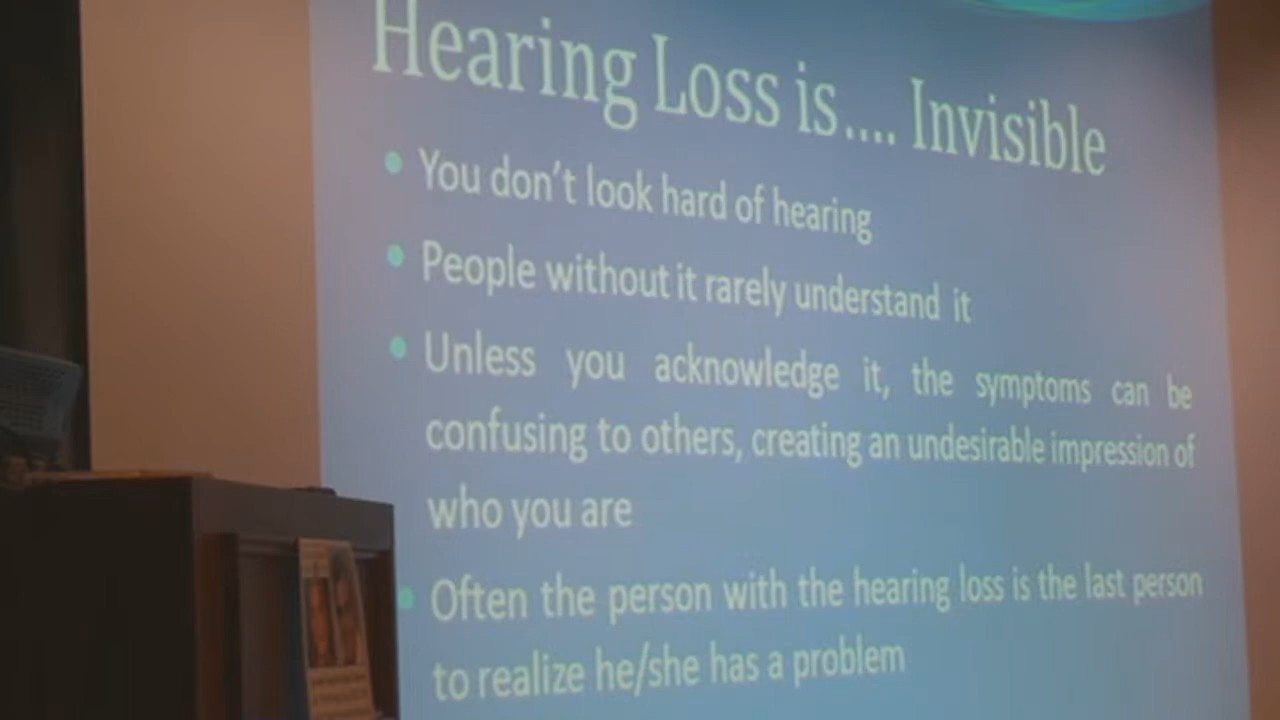 Hearing Loss is.... Invisible
• You don't look hard of hearing
• People without it rarely understand it
• Unless you acknowledge it, the symptoms can be
confusing to others, creating an undesirable impression of
who you are
• Often the person with the hearing loss is the last person
to realize he/she has a problem